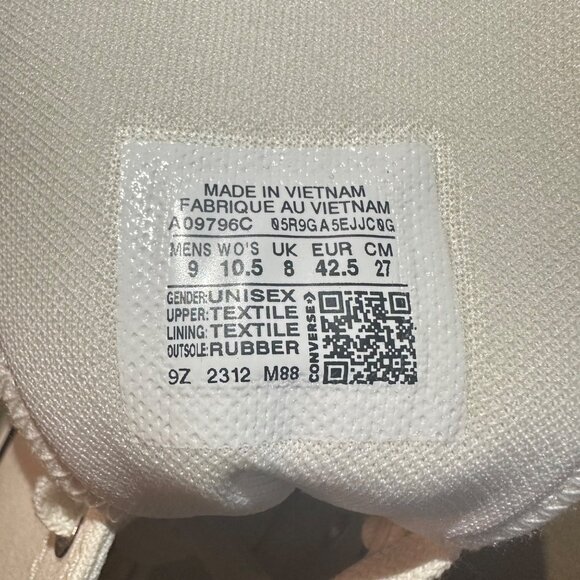 MADE IN VIETNAM
FABRIQUE AU VIETNAM
A09796C 05R9GA5EJJC0G
MENS WO'S UK EUR CM
9 10.5 8 42.5 27
GENDER: UNISEX
UPPER: TEXTILE
LINING: TEXTILE
OUTSOLE: RUBBER
CONVERSE
9Z 2312 M88